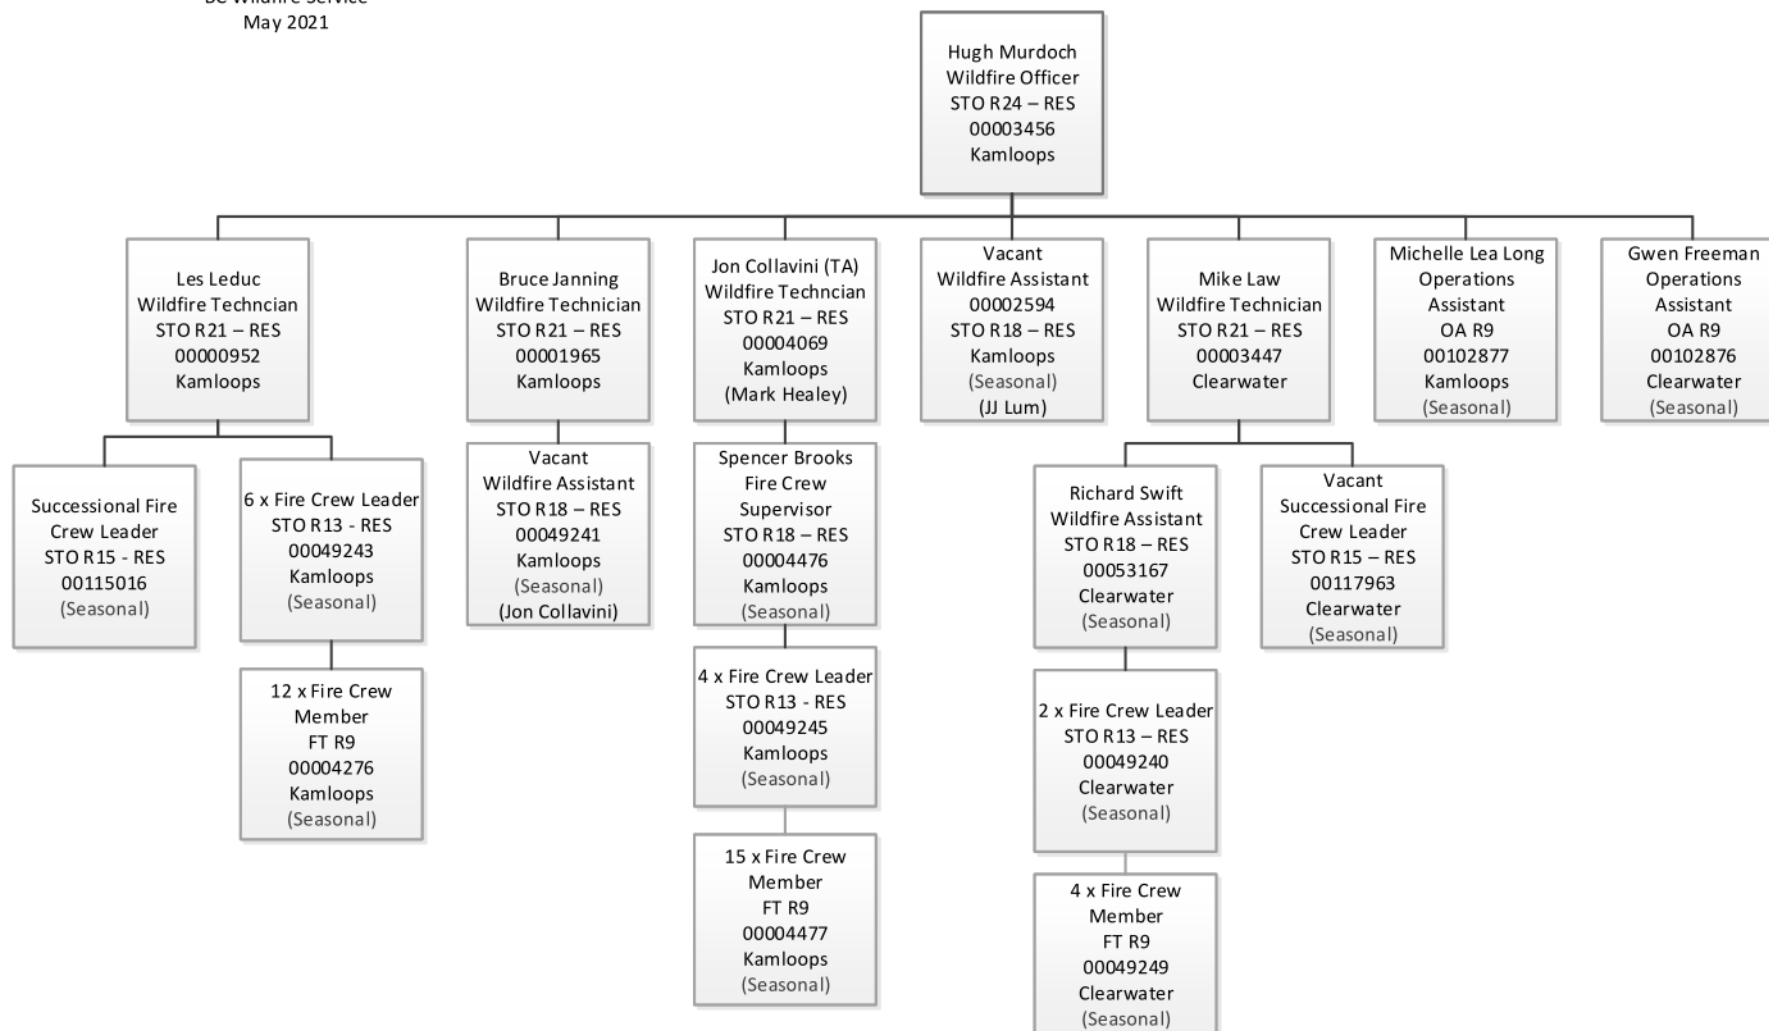 BC Wildfire Service
May 2021
Hugh Murdoch
Wildfire Officer
STO R24 – RES
00003456
Kamloops
Les Leduc
Wildfire Techncian
STO R21 – RES
00000952
Kamloops
Bruce Janning
Wildfire Technician
STO R21 – RES
00001965
Kamloops
Jon Collavini (TA)
Wildfire Techncian
STO R21 – RES
00004069
Kamloops
(Mark Healey)
Vacant
Wildfire Assistant
00002594
STO R18 – RES
Kamloops
(Seasonal)
(JJ Lum)
Mike Law
Wildfire Technician
STO R21 – RES
00003447
Clearwater
Michelle Lea Long
Operations
Assistant
OA R9
00102877
Kamloops
(Seasonal)
Gwen Freeman
Operations
Assistant
OA R9
00102876
Clearwater
(Seasonal)
Successional Fire
Crew Leader
STO R15 - RES
00115016
(Seasonal)
6 x Fire Crew Leader
STO R13 - RES
00049243
Kamloops
(Seasonal)
Vacant
Wildfire Assistant
STO R18 – RES
00049241
Kamloops
(Seasonal)
(Jon Collavini)
Spencer Brooks
Fire Crew
Supervisor
STO R18 – RES
00004476
Kamloops
(Seasonal)
Richard Swift
Wildfire Assistant
STO R18 – RES
00053167
Clearwater
(Seasonal)
Vacant
Successional Fire
Crew Leader
STO R15 – RES
00117963
Clearwater
(Seasonal)
12 x Fire Crew
Member
FT R9
00004276
Kamloops
(Seasonal)
4 x Fire Crew Leader
STO R13 - RES
00049245
Kamloops
(Seasonal)
2 x Fire Crew Leader
STO R13 – RES
00049240
Clearwater
(Seasonal)
15 x Fire Crew
Member
FT R9
00004477
Kamloops
(Seasonal)
4 x Fire Crew
Member
FT R9
00049249
Clearwater
(Seasonal)